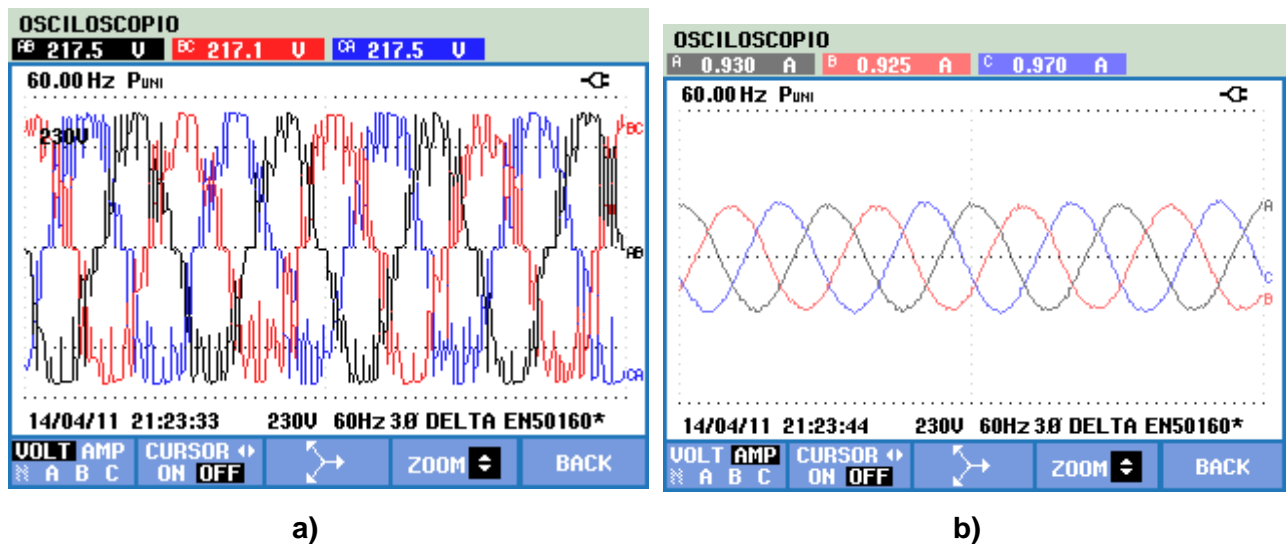 OSCILOSCOPIO
AB 217.5 V BC 217.1 V CA 217.5 V
60.00 Hz PUNI
230V
BC
AB
CA
14/04/11 21:23:33 230V 60Hz 3Ø DELTA EN50160*
VOLT AMP CURSOR ZOOM BACK
A B C ON OFF
a)
OSCILOSCOPIO
A 0.930 A B 0.925 A C 0.970 A
60.00 Hz PUNI
A
C
B
14/04/11 21:23:44 230V 60Hz 3Ø DELTA EN50160*
VOLT AMP CURSOR ZOOM BACK
A B C ON OFF
b)